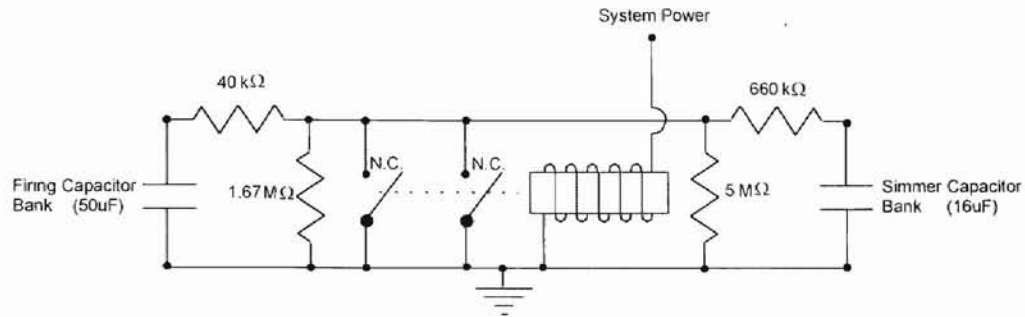 System Power
40 kΩ
660 kΩ
N.C.
N.C.
Firing Capacitor
Bank (50uF)
1.67 MΩ
5 MΩ
Simmer Capacitor
Bank (16uF)